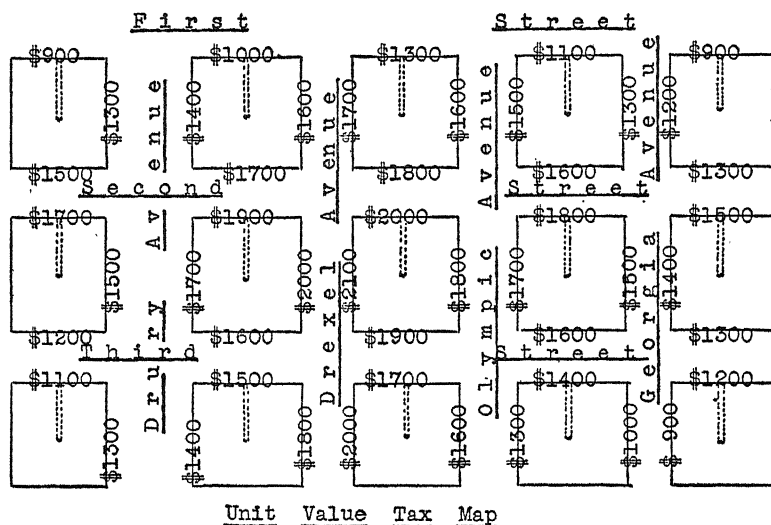 First Street
$900 $1000 $1300 $1100 $900
$1300 $1400 $1600 $1700 $1600 $1500 $1300 $1200
$1500 $1700 $1800 $1600 $1300
Second Street
$1700 $1900 $2000 $1800 $1500
$1500 $1700 $2000 $2100 $1800 $1700 $1500 $1400
$1200 $1600 $1900 $1600 $1300
Third Street
$1100 $1500 $1700 $1400 $1200
$1300 $1400 $1800 $2000 $1600 $1300 $1000 $900
Drury Avenue
Drexel Avenue
Olympic Avenue
Georgia Avenue
Unit Value Tax Map